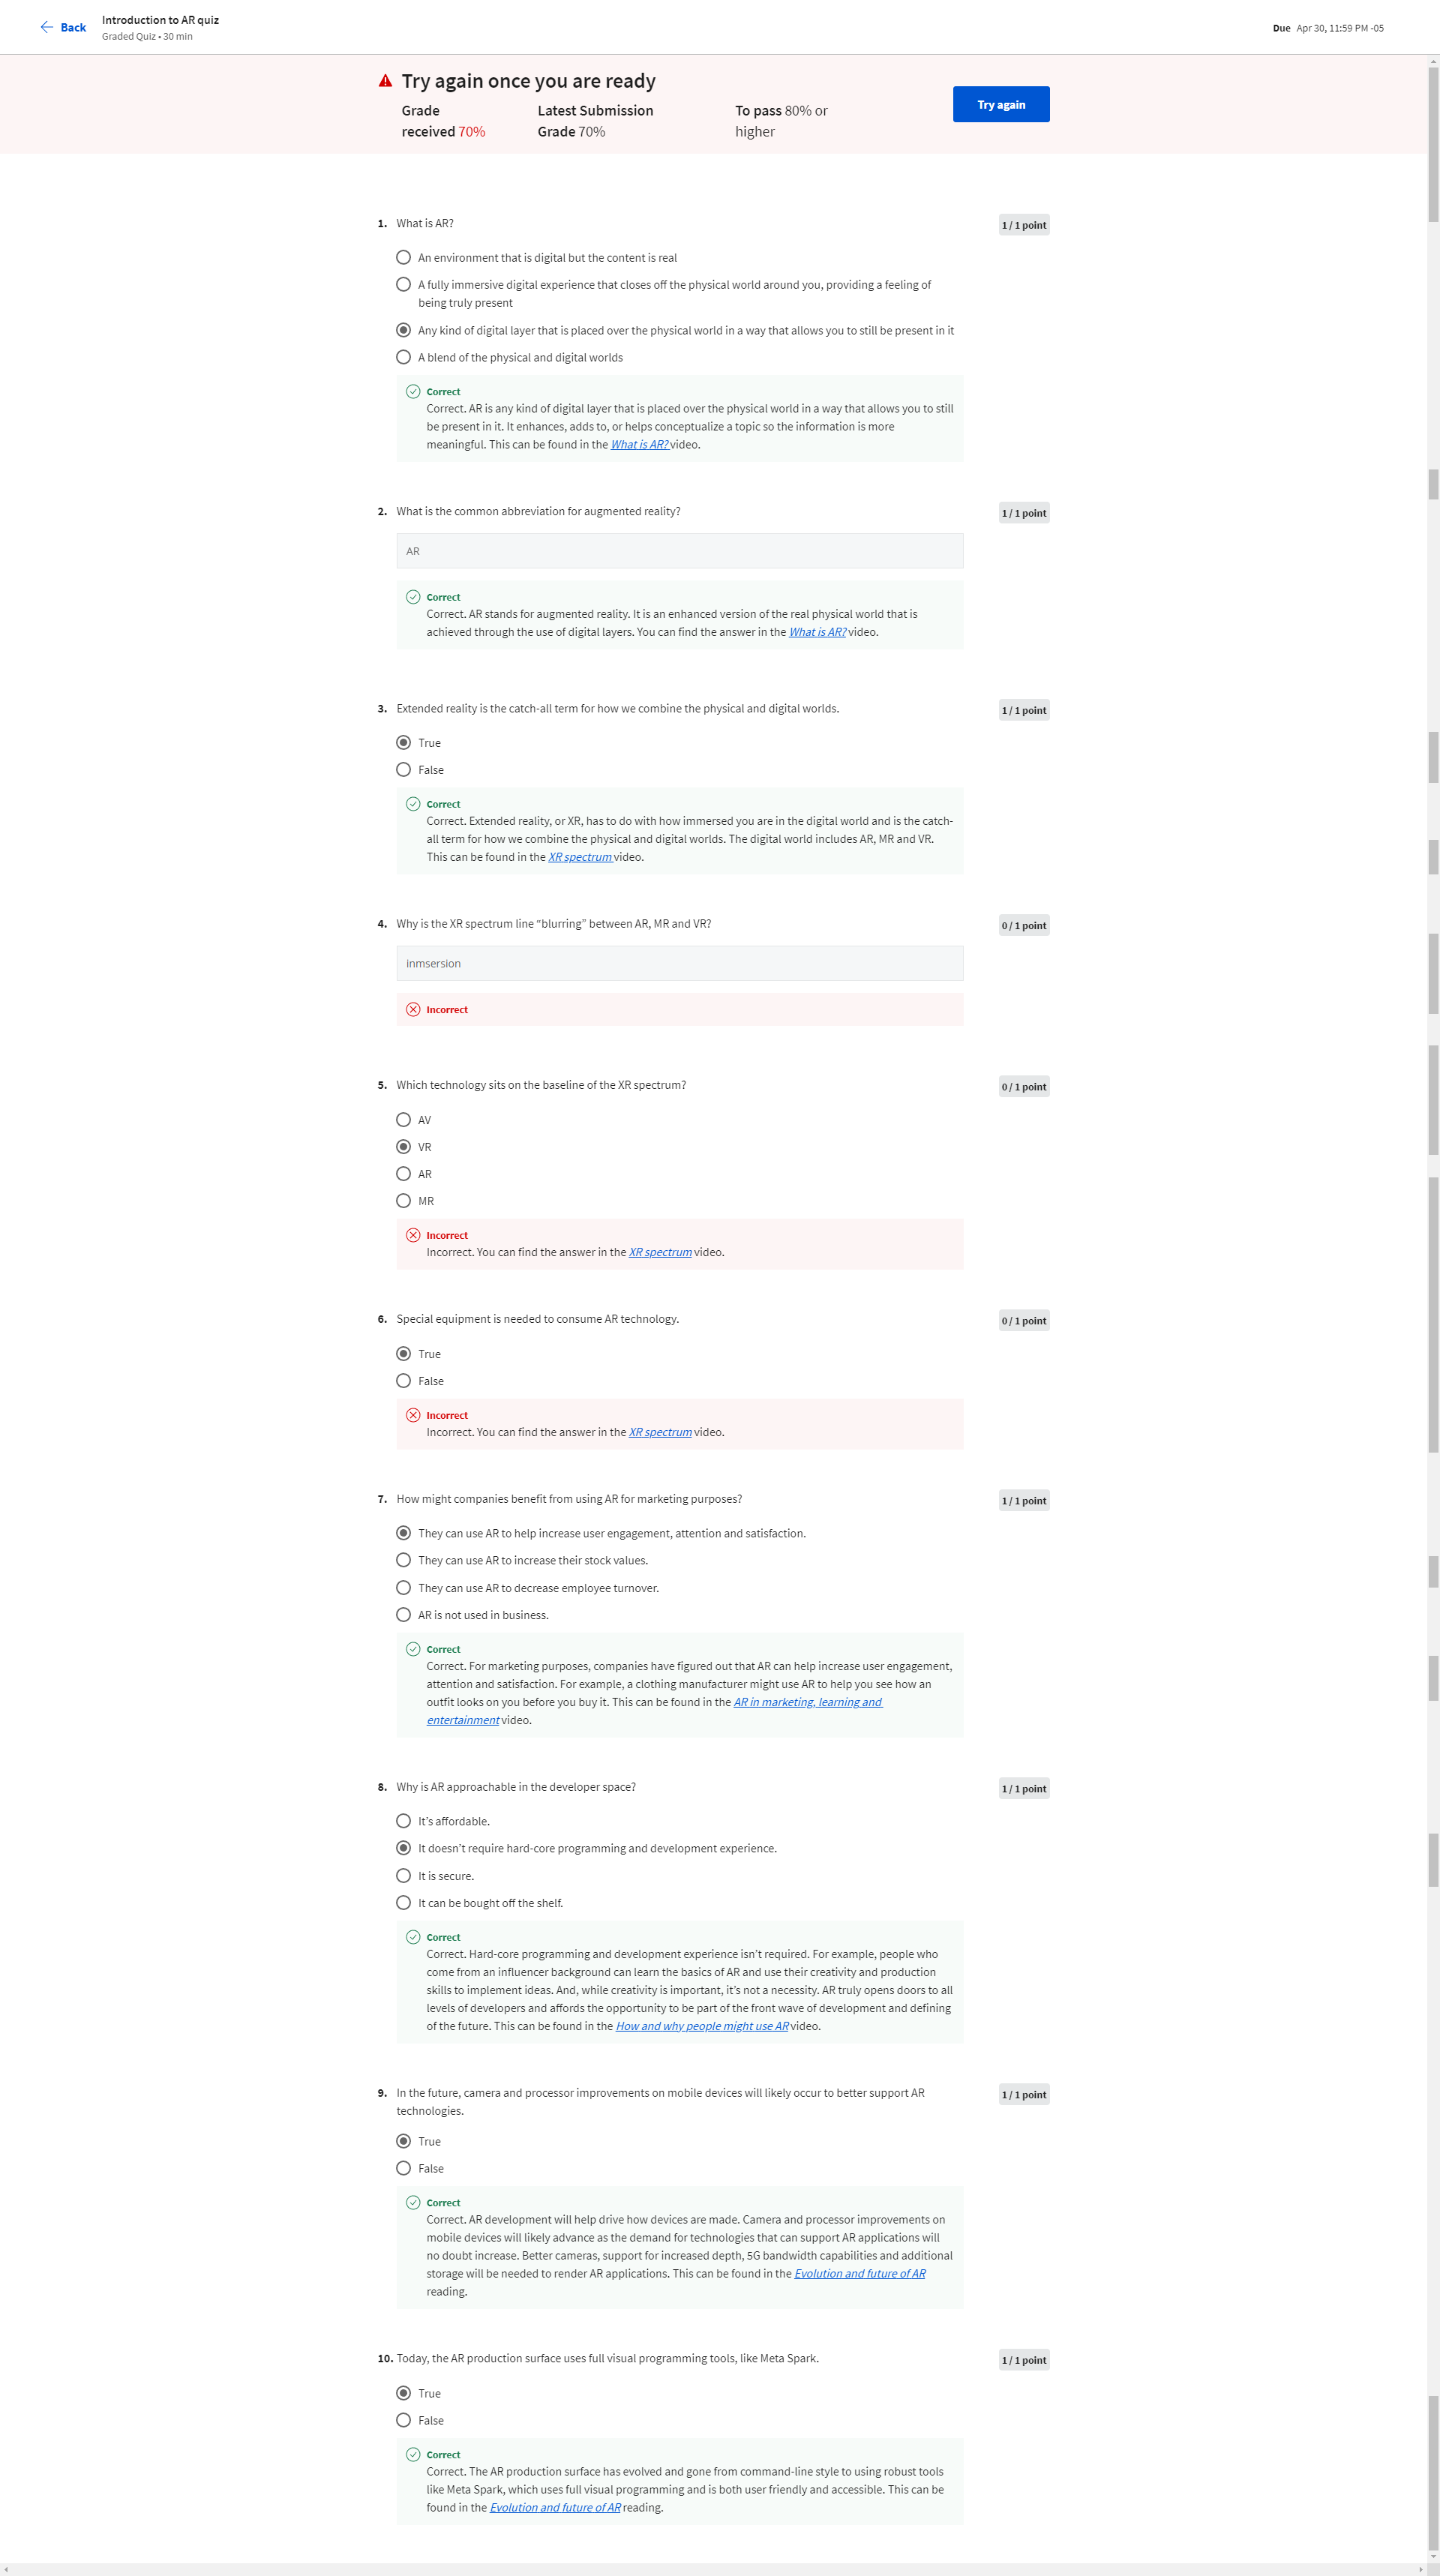 Back
Introduction to AR quiz
Graded Quiz • 30 min
Due Apr 30, 11:59 PM -05
Try again once you are ready
Grade received 70%
Latest Submission Grade 70%
To pass 80% or higher
Try again
1. What is AR?
1 / 1 point
An environment that is digital but the content is real
A fully immersive digital experience that closes off the physical world around you, providing a feeling of
being truly present
Any kind of digital layer that is placed over the physical world in a way that allows you to still be present in it
A blend of the physical and digital worlds
Correct
Correct. AR is any kind of digital layer that is placed over the physical world in a way that allows you to still
be present in it. It enhances, adds to, or helps conceptualize a topic so the information is more
meaningful. This can be found in the What is AR? video.
2. What is the common abbreviation for augmented reality?
1 / 1 point
AR
Correct
Correct. AR stands for augmented reality. It is an enhanced version of the real physical world that is
achieved through the use of digital layers. You can find the answer in the What is AR? video.
3. Extended reality is the catch-all term for how we combine the physical and digital worlds.
1 / 1 point
True
False
Correct
Correct. Extended reality, or XR, has to do with how immersed you are in the digital world and is the catch-
all term for how we combine the physical and digital worlds. The digital world includes AR, MR and VR.
This can be found in the XR spectrum video.
4. Why is the XR spectrum line “blurring” between AR, MR and VR?
0 / 1 point
inmsersion
Incorrect
5. Which technology sits on the baseline of the XR spectrum?
0 / 1 point
AV
VR
AR
MR
Incorrect
Incorrect. You can find the answer in the XR spectrum video.
6. Special equipment is needed to consume AR technology.
0 / 1 point
True
False
Incorrect
Incorrect. You can find the answer in the XR spectrum video.
7. How might companies benefit from using AR for marketing purposes?
1 / 1 point
They can use AR to help increase user engagement, attention and satisfaction.
They can use AR to increase their stock values.
They can use AR to decrease employee turnover.
AR is not used in business.
Correct
Correct. For marketing purposes, companies have figured out that AR can help increase user engagement,
attention and satisfaction. For example, a clothing manufacturer might use AR to help you see how an
outfit looks on you before you buy it. This can be found in the AR in marketing, learning and
entertainment video.
8. Why is AR approachable in the developer space?
1 / 1 point
It’s affordable.
It doesn’t require hard-core programming and development experience.
It is secure.
It can be bought off the shelf.
Correct
Correct. Hard-core programming and development experience isn’t required. For example, people who
come from an influencer background can learn the basics of AR and use their creativity and production
skills to implement ideas. And, while creativity is important, it’s not a necessity. AR truly opens doors to all
levels of developers and affords the opportunity to be part of the front wave of development and defining
of the future. This can be found in the How and why people might use AR video.
9. In the future, camera and processor improvements on mobile devices will likely occur to better support AR
technologies.
1 / 1 point
True
False
Correct
Correct. AR development will help drive how devices are made. Camera and processor improvements on
mobile devices will likely advance as the demand for technologies that can support AR applications will
no doubt increase. Better cameras, support for increased depth, 5G bandwidth capabilities and additional
storage will be needed to render AR applications. This can be found in the Evolution and future of AR
reading.
10. Today, the AR production surface uses full visual programming tools, like Meta Spark.
1 / 1 point
True
False
Correct
Correct. The AR production surface has evolved and gone from command-line style to using robust tools
like Meta Spark, which uses full visual programming and is both user friendly and accessible. This can be
found in the Evolution and future of AR reading.